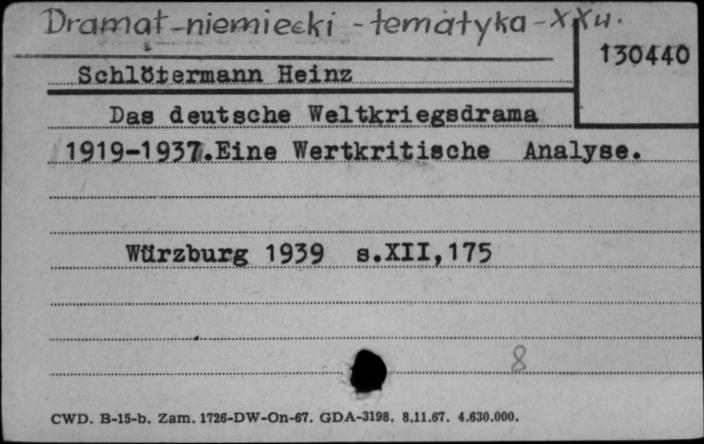 Dramat-niemiecki - tematyka - XXw.
130440
Schlötermann Heinz
Das deutsche Weltkriegsdrama
1919-1937.Eine Wertkritische Analyse.
Würzburg 1939 s.XII,175
8
CWD. B-15-b. Zam. 1726-DW-On-67. GDA-3198. 8.11.67. 4.630.000.